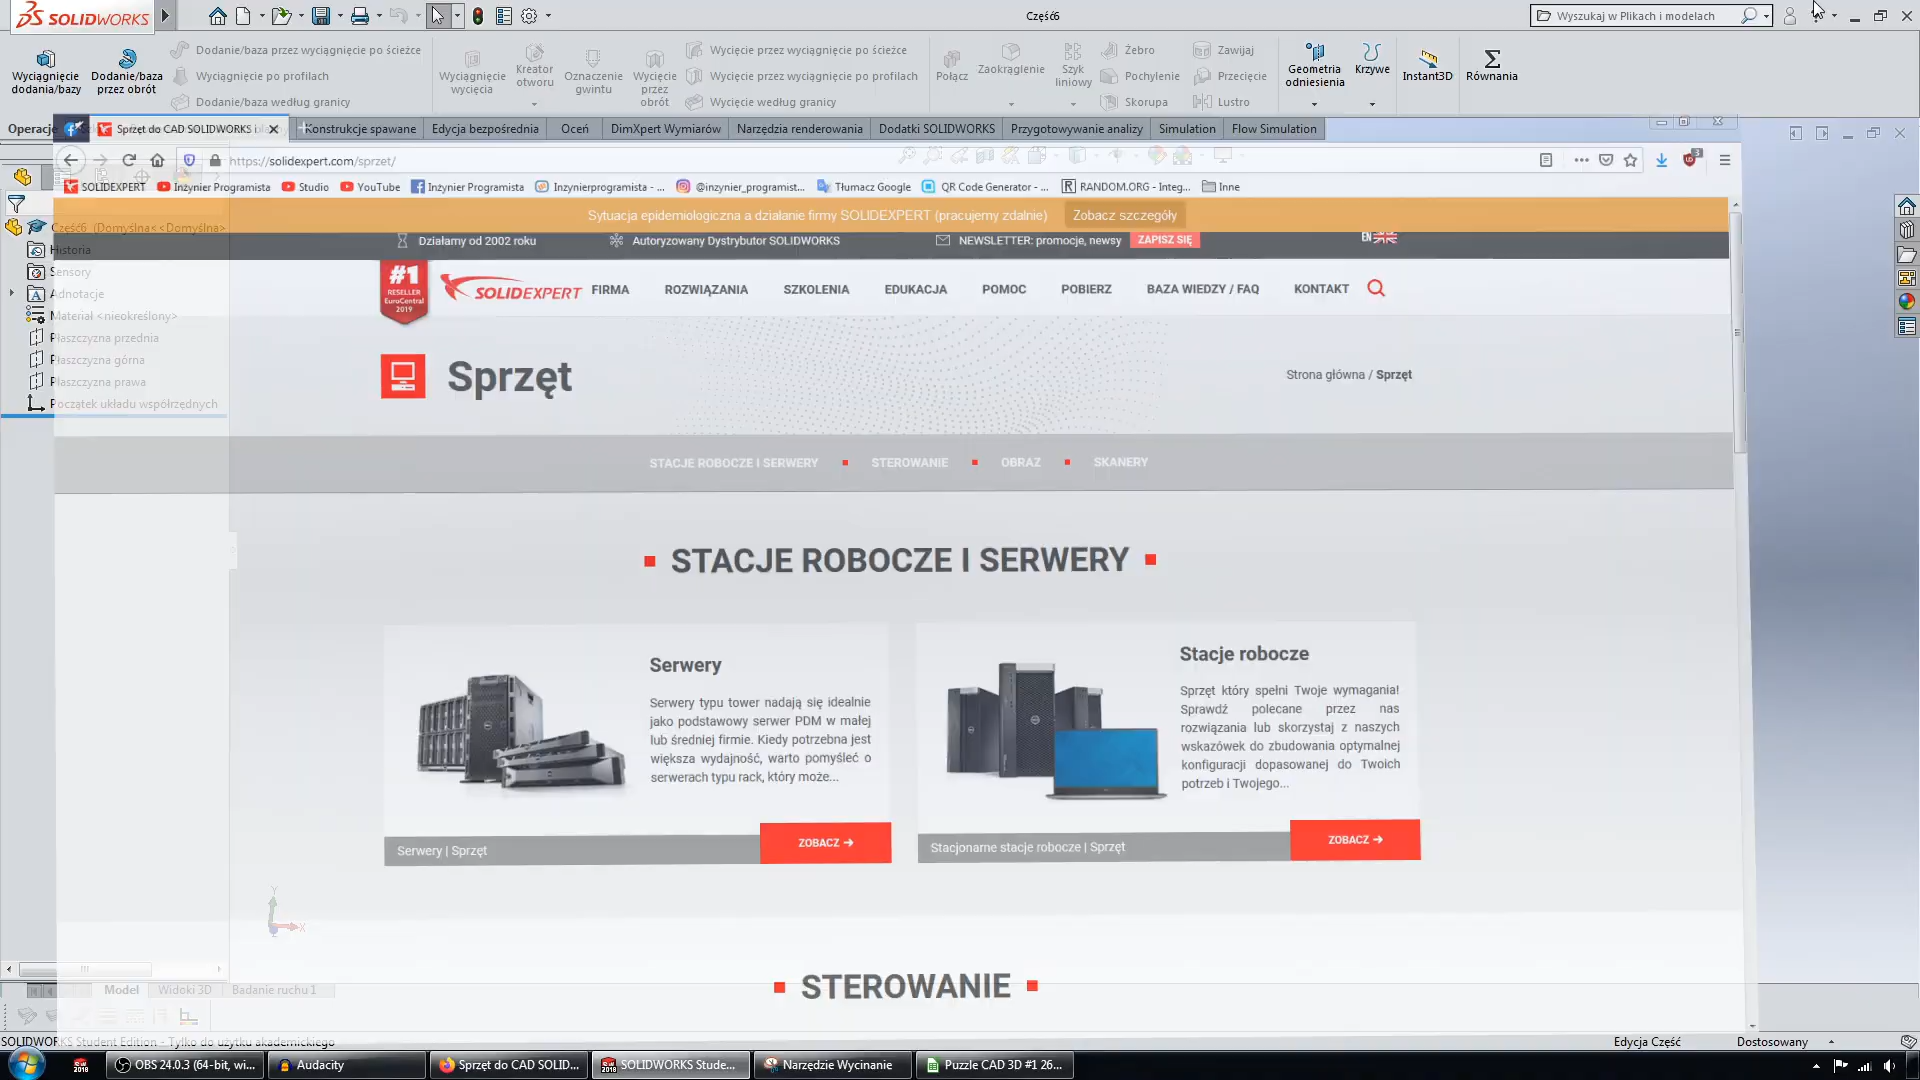 SOLIDWORKS
Część6
Wyszukaj w Plikach i modelach
Wyciągnięcie dodania/bazy
Dodanie/baza przez obrót
Dodanie/baza przez wyciągnięcie po ścieżce
Wyciągnięcie po profilach
Dodanie/baza według granicy
Wyciągnięcie wycięcia
Kreator otworu
Oznaczenie gwintu
Wycięcie przez obrót
Wycięcie przez wyciągnięcie po ścieżce
Wycięcie przez wyciągnięcie po profilach
Wycięcie według granicy
Połącz
Zaokrąglenie
Szyk liniowy
Żebro
Pochylenie
Skorupa
Zawijaj
Przecięcie
Lustro
Geometria odniesienia
Krzywe
Instant3D
Równania
Operacje
Sprzęt do CAD SOLIDWORKS i
Konstrukcje spawane
Edycja bezpośrednia
Oceń
DimXpert Wymiarów
Narzędzia renderowania
Dodatki SOLIDWORKS
Przygotowywanie analizy
Simulation
Flow Simulation
https://solidexpert.com/sprzet/
3
SOLIDEXPERT
Inżynier Programista
Studio
YouTube
Inżynier Programista
Inzynierprogramista - ...
@inzynier_programist...
Tłumacz Google
QR Code Generator - ...
RANDOM.ORG - Integ...
Inne
Sytuacja epidemiologiczna a działanie firmy SOLIDEXPERT (pracujemy zdalnie)
Zobacz szczegóły
Działamy od 2002 roku
Autoryzowany Dystrybutor SOLIDWORKS
NEWSLETTER: promocje, newsy
ZAPISZ SIĘ
EN
#1
RESELLER
EuroCentral
2019
SOLIDEXPERT
FIRMA
ROZWIĄZANIA
SZKOLENIA
EDUKACJA
POMOC
POBIERZ
BAZA WIEDZY / FAQ
KONTAKT
Część6 (Domyślna<<Domyślna>
Historia
Sensory
Adnotacje
Materiał <nieokreślony>
Płaszczyzna przednia
Płaszczyzna górna
Płaszczyzna prawa
Początek układu współrzędnych
Sprzęt
Strona główna / Sprzęt
STACJE ROBOCZE I SERWERY
STEROWANIE
OBRAZ
SKANERY
STACJE ROBOCZE I SERWERY
Serwery
Serwery typu tower nadają się idealnie
jako podstawowy serwer PDM w małej
lub średniej firmie. Kiedy potrzebna jest
większa wydajność, warto pomyśleć o
serwerach typu rack, który może...
Serwery | Sprzęt
ZOBACZ →
Stacje robocze
Sprzęt który spełni Twoje wymagania!
Sprawdź polecane przez nas
rozwiązania lub skorzystaj z naszych
wskazówek do zbudowania optymalnej
konfiguracji dopasowanej do Twoich
potrzeb i Twojego...
Stacjonarne stacje robocze | Sprzęt
ZOBACZ →
Y
X
STEROWANIE
Model
Widoki 3D
Badanie ruchu 1
SOLIDWORKS Student Edition - Tylko do użytku akademickiego
Edycja Część
Dostosowany
OBS 24.0.3 (64-bit, wi...
Audacity
Sprzęt do CAD SOLID...
SOLIDWORKS Stude...
Narzędzie Wycinanie
Puzzle CAD 3D #1 26...